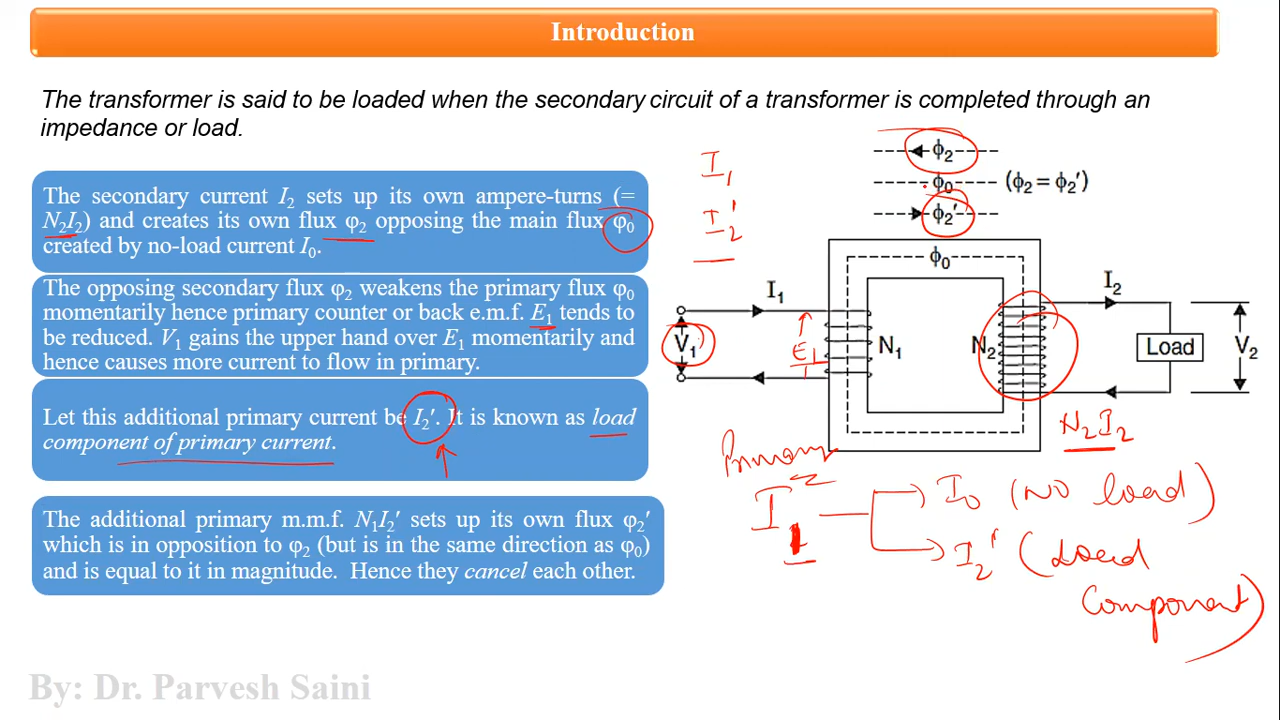 Introduction
The transformer is said to be loaded when the secondary circuit of a transformer is completed through an
impedance or load.
The secondary current I₂ sets up its own ampere-turns (=
N₂I₂) and creates its own flux φ₂ opposing the main flux φ₀
created by no-load current I₀.
The opposing secondary flux φ₂ weakens the primary flux φ₀
momentarily hence primary counter or back e.m.f. E₁ tends to
be reduced. V₁ gains the upper hand over E₁ momentarily and
hence causes more current to flow in primary.
Let this additional primary current be I₂′. It is known as load
component of primary current.
The additional primary m.m.f. N₁I₂′ sets up its own flux φ₂′
which is in opposition to φ₂ (but is in the same direction as φ₀)
and is equal to it in magnitude. Hence they cancel each other.
I₁
I₂′
ϕ₂
ϕ₀ (ϕ₂ = ϕ₂′)
ϕ₂′
ϕ₀
I₁
I₂
V₁
E₁
N₁
N₂
Load
V₂
N₂I₂
Primary
I₁
I₀ (No load)
I₂′ (Load
Component)
By: Dr. Parvesh Saini